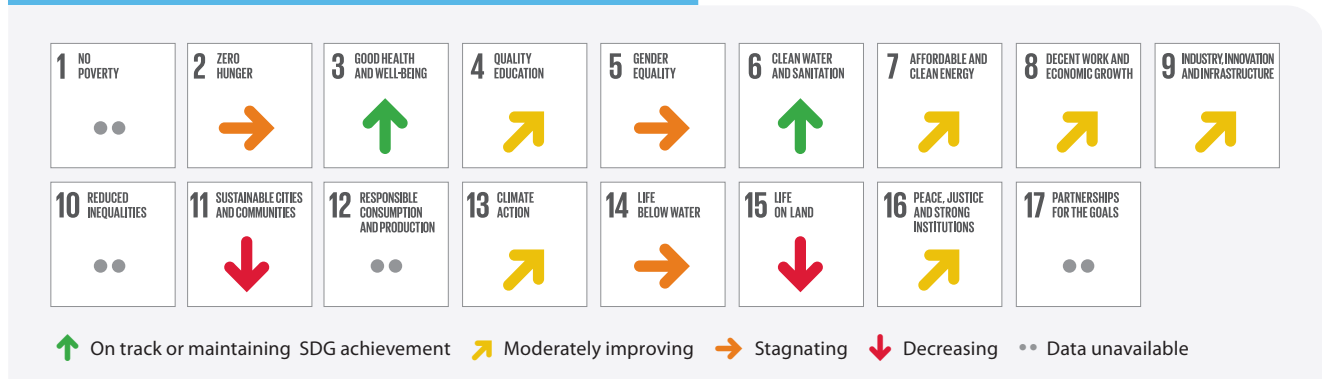 1 NO
POVERTY
2 ZERO
HUNGER
3 GOOD HEALTH
AND WELL-BEING
4 QUALITY
EDUCATION
5 GENDER
EQUALITY
6 CLEAN WATER
AND SANITATION
7 AFFORDABLE AND
CLEAN ENERGY
8 DECENT WORK AND
ECONOMIC GROWTH
9 INDUSTRY, INNOVATION
AND INFRASTRUCTURE
10 REDUCED
INEQUALITIES
11 SUSTAINABLE CITIES
AND COMMUNITIES
12 RESPONSIBLE
CONSUMPTION
AND PRODUCTION
13 CLIMATE
ACTION
14 LIFE
BELOW WATER
15 LIFE
ON LAND
16 PEACE, JUSTICE
AND STRONG
INSTITUTIONS
17 PARTNERSHIPS
FOR THE GOALS
On track or maintaining SDG achievement
Moderately improving
Stagnating
Decreasing
Data unavailable